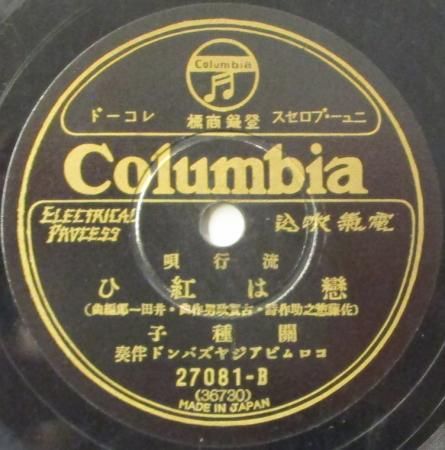 Columbia
ニュー・プロセス 登録商標 レコード
Columbia
ELECTRICAL
PROCESS
電氣吹込
流行唄
戀は紅ひ
(佐藤惣之助作詩・古賀政男作曲・井田一郎編曲)
關種子
コロムビアジヤズバンド伴奏
27081-B
(36730)
MADE IN JAPAN